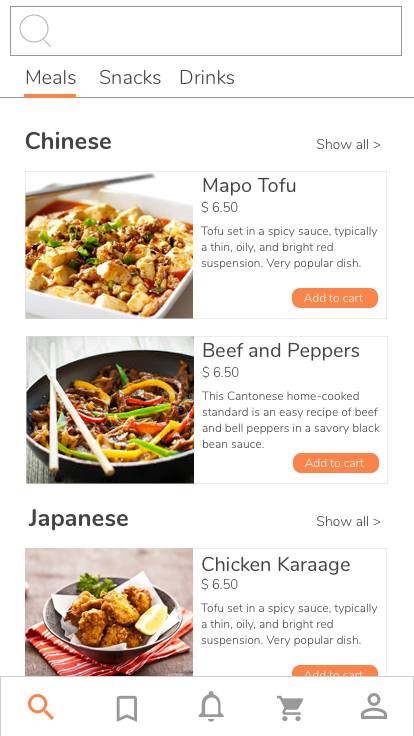 Meals Snacks Drinks
Chinese Show all >
Mapo Tofu
$ 6.50
Tofu set in a spicy sauce, typically
a thin, oily, and bright red
suspension. Very popular dish.
Add to cart
Beef and Peppers
$ 6.50
This Cantonese home-cooked
standard is an easy recipe of beef
and bell peppers in a savory black
bean sauce.
Add to cart
Japanese Show all >
Chicken Karaage
$ 6.50
Tofu set in a spicy sauce, typically
a thin, oily, and bright red
suspension. Very popular dish.
Add to cart